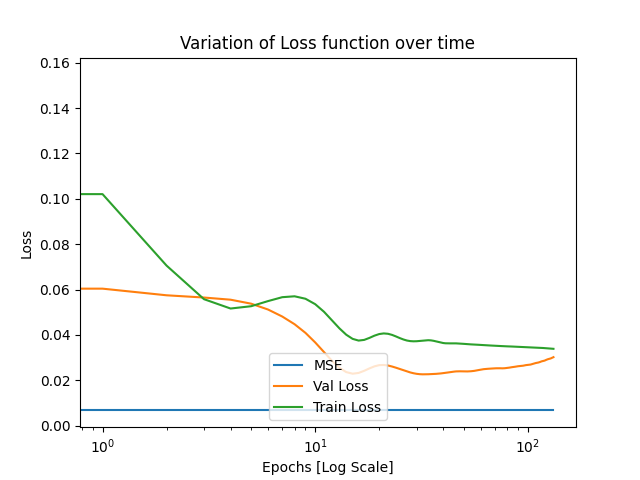 Variation of Loss function over time
0.16
0.14
0.12
0.10
0.08
0.06
0.04
0.02
0.00
Loss
MSE
Val Loss
Train Loss
10⁰
10¹
10²
Epochs [Log Scale]